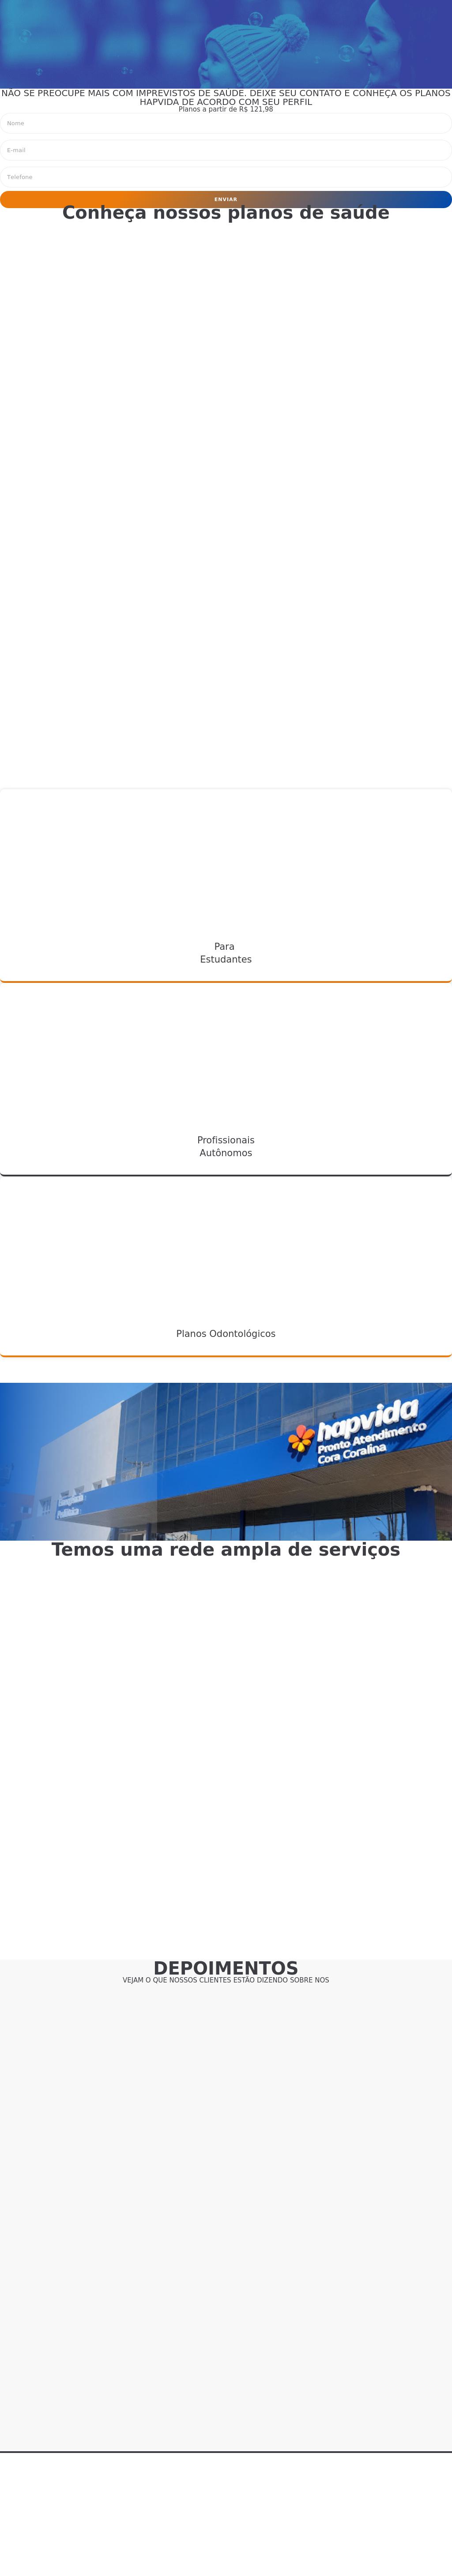 NÃO SE PREOCUPE MAIS COM IMPREVISTOS DE SAÚDE. DEIXE SEU CONTATO E CONHEÇA OS PLANOS
HAPVIDA DE ACORDO COM SEU PERFIL
Planos a partir de R$ 121,98
Nome
E-mail
Telefone
ENVIAR
Conheça nossos planos de saúde
Para
Estudantes
Profissionais
Autônomos
Planos Odontológicos
hapvida
Pronto Atendimento
Cora Coralina
Temos uma rede ampla de serviços
DEPOIMENTOS
VEJAM O QUE NOSSOS CLIENTES ESTÃO DIZENDO SOBRE NOS